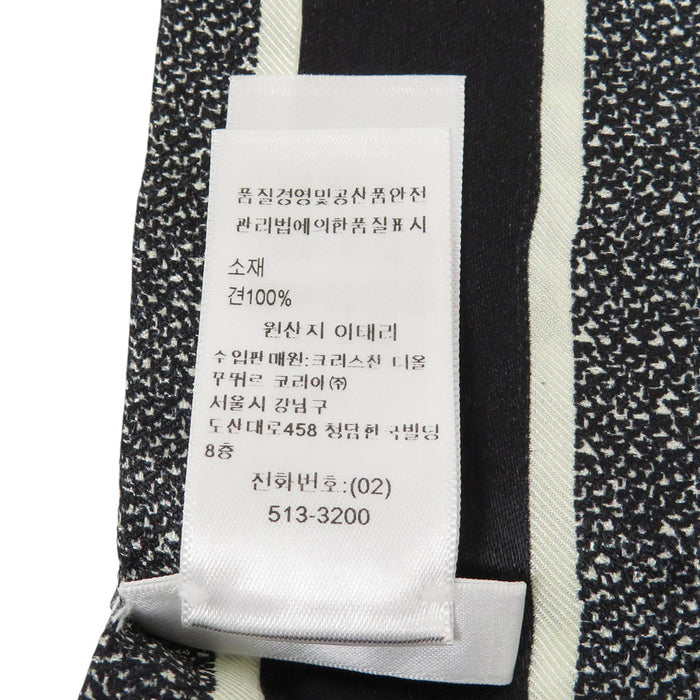 품질경영및공산품안전
관리법에의한품질표시
소재
견100%
원산지 이태리
수입판매원:크리스찬 디올
꾸뛰르 코리아㈜
서울시 강남구
도산대로458 청담한국빌딩
8층
전화번호:(02)
513-3200